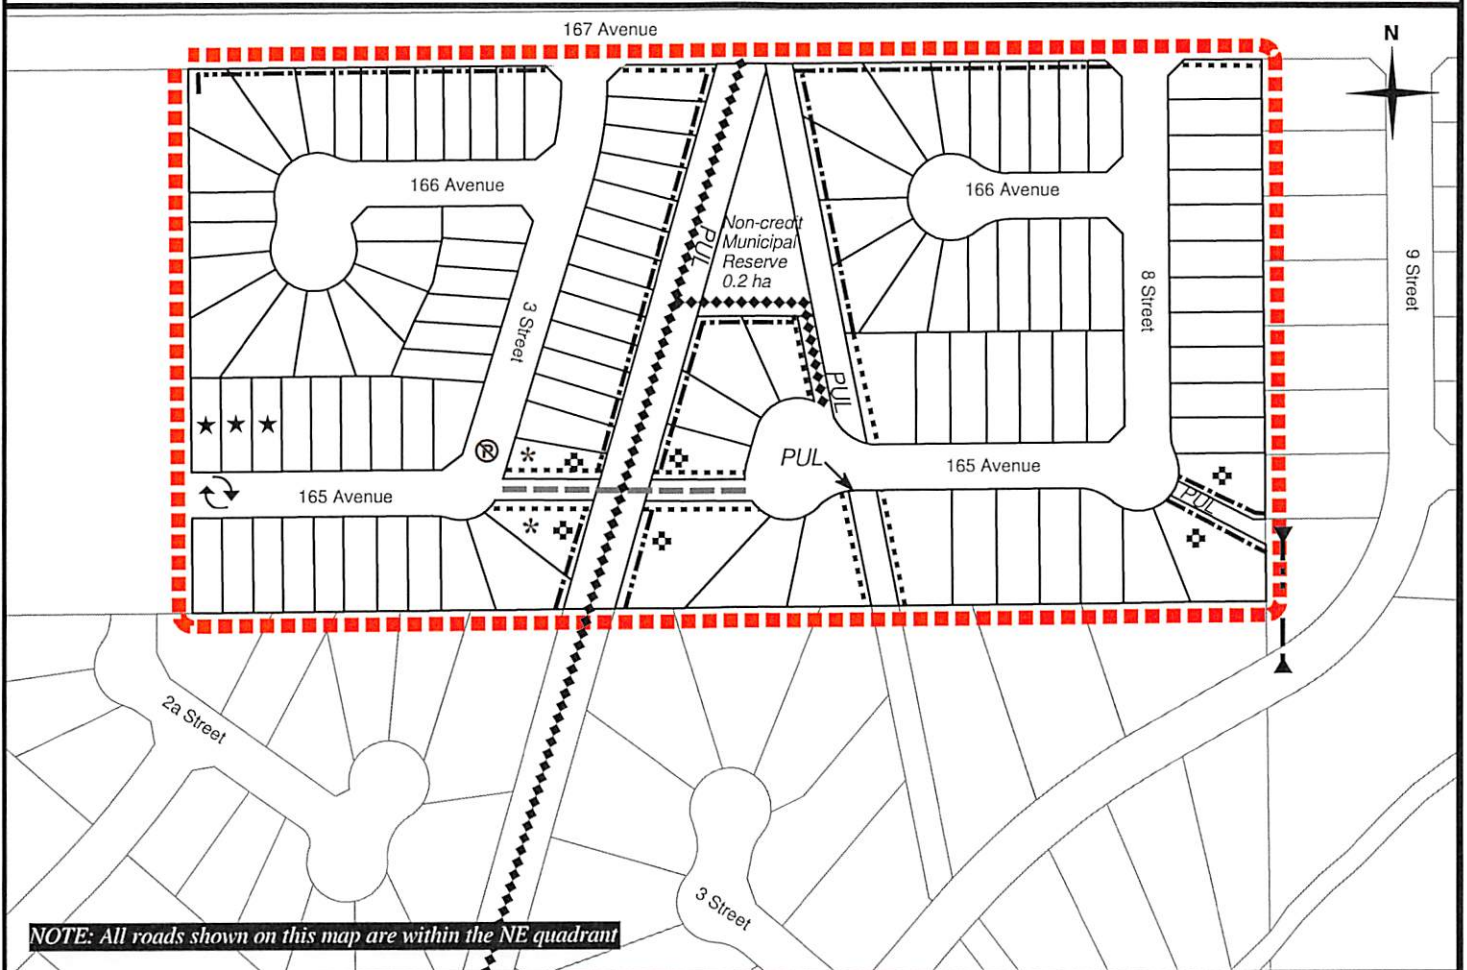 167 Avenue
N
166 Avenue
166 Avenue
PUL
Non-credit
Municipal
Reserve
0.2 ha
9 Street
8 Street
3 Street
PUL
PUL
165 Avenue
165 Avenue
PUL
2a Street
3 Street
NOTE: All roads shown on this map are within the NE quadrant